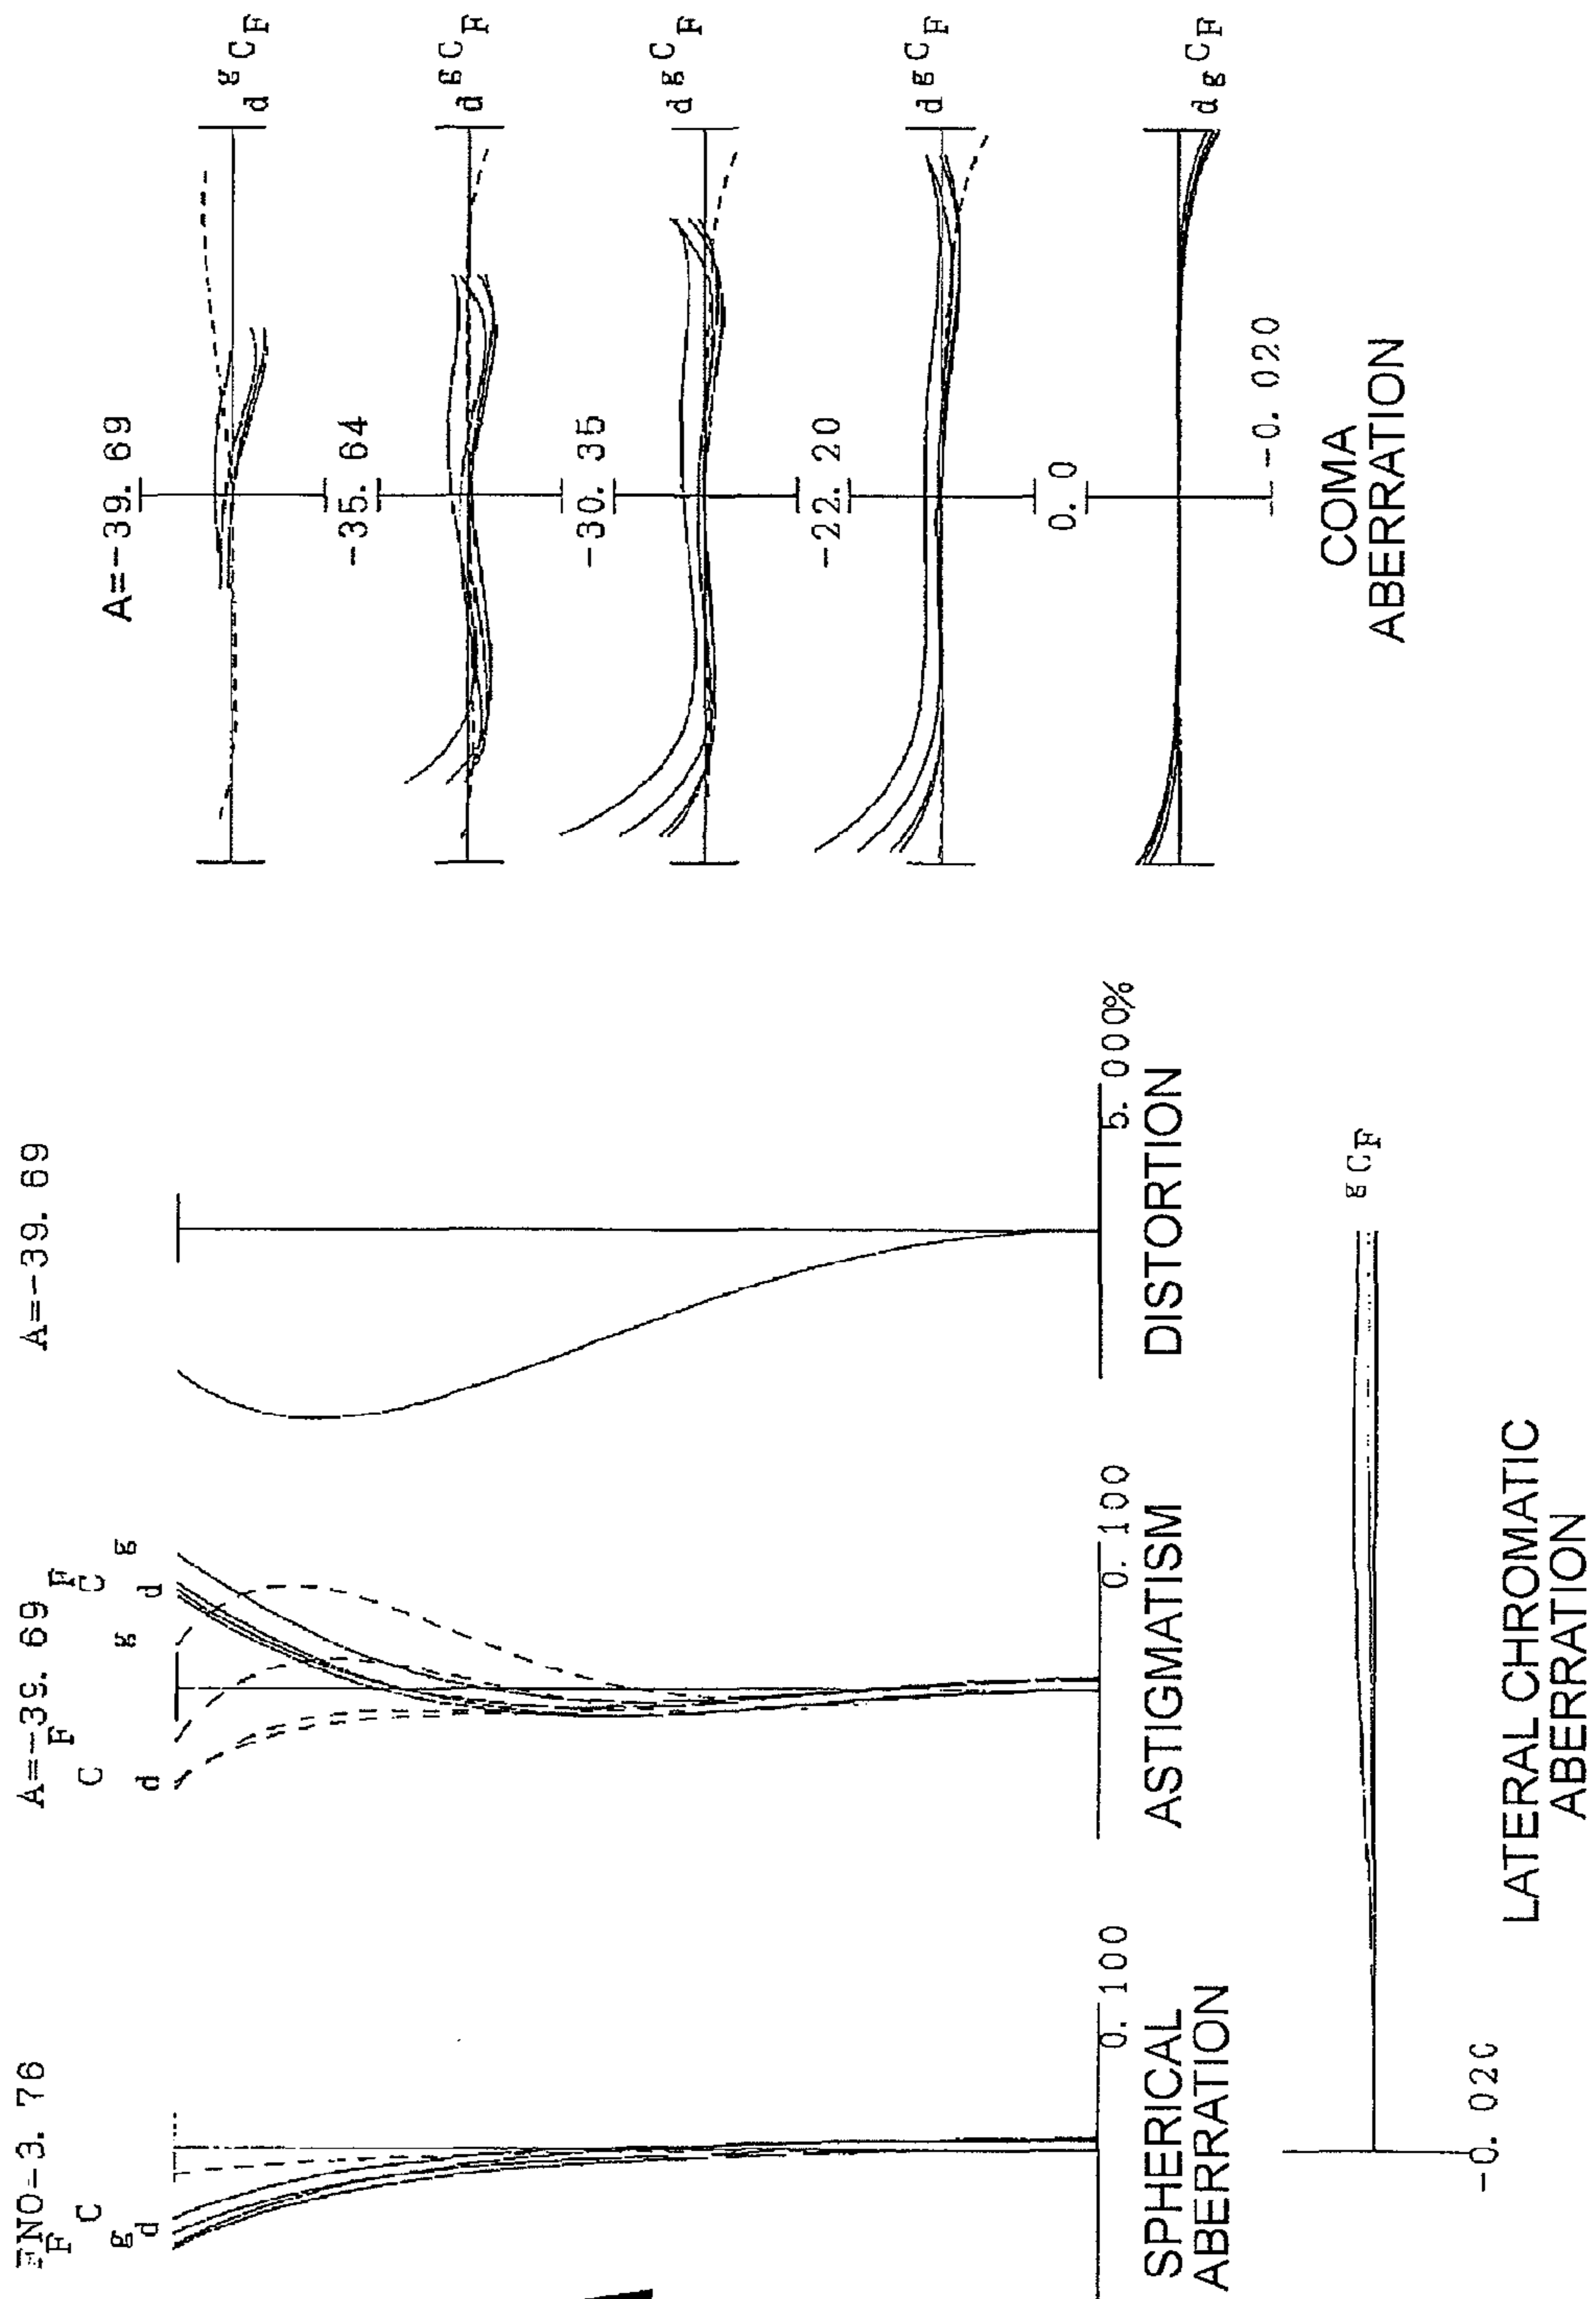 FNO=3. 76
F
C
g
d
0. 100
SPHERICAL
ABERRATION
A=-39. 69
F
C
d
g
F
C
d
g
0. 100
ASTIGMATISM
A=-39. 69
5. 000%
DISTORTION
A=-39. 69
d g C F
-35. 64
d g C F
-30. 35
d g C F
-22. 20
d g C F
0. 0
d g C F
-0. 020
COMA
ABERRATION
g C F
-0. 020
LATERAL CHROMATIC
ABERRATION